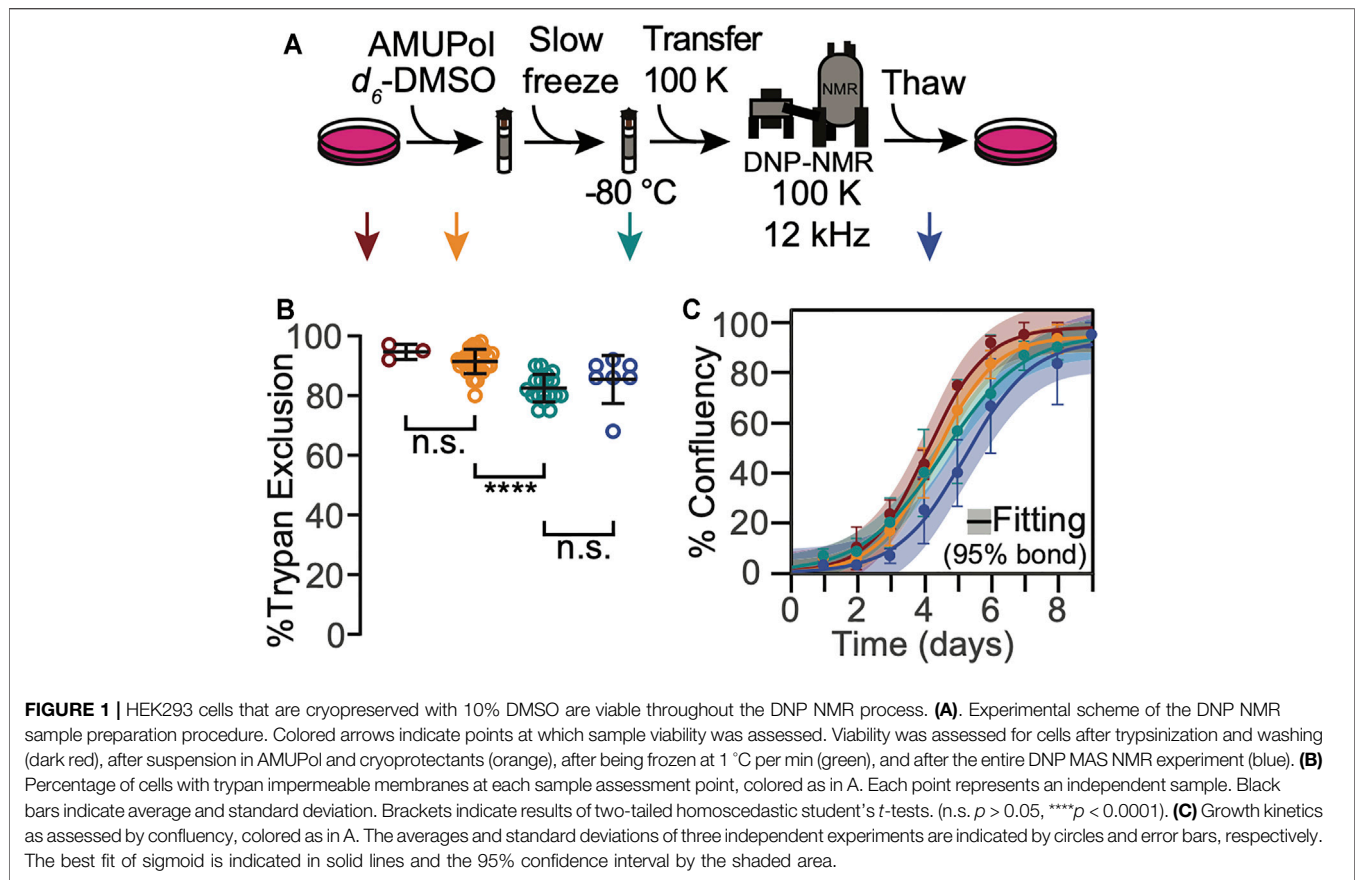 A
AMUPol
d6-DMSO
Slow
freeze
Transfer
100 K
NMR
Thaw
-80 °C
DNP-NMR
100 K
12 kHz
B
% Trypan Exclusion
100
80
60
40
20
0
n.s.
****
n.s.
C
% Confluency
100
80
60
40
20
0
Fitting
(95% bond)
0 2 4 6 8
Time (days)
FIGURE 1 | HEK293 cells that are cryopreserved with 10% DMSO are viable throughout the DNP NMR process. (A). Experimental scheme of the DNP NMR
sample preparation procedure. Colored arrows indicate points at which sample viability was assessed. Viability was assessed for cells after trypsinization and washing
(dark red), after suspension in AMUPol and cryoprotectants (orange), after being frozen at 1 °C per min (green), and after the entire DNP MAS NMR experiment (blue). (B)
Percentage of cells with trypan impermeable membranes at each sample assessment point, colored as in A. Each point represents an independent sample. Black
bars indicate average and standard deviation. Brackets indicate results of two-tailed homoscedastic student's t-tests. (n.s. p > 0.05, ****p < 0.0001). (C) Growth kinetics
as assessed by confluency, colored as in A. The averages and standard deviations of three independent experiments are indicated by circles and error bars, respectively.
The best fit of sigmoid is indicated in solid lines and the 95% confidence interval by the shaded area.